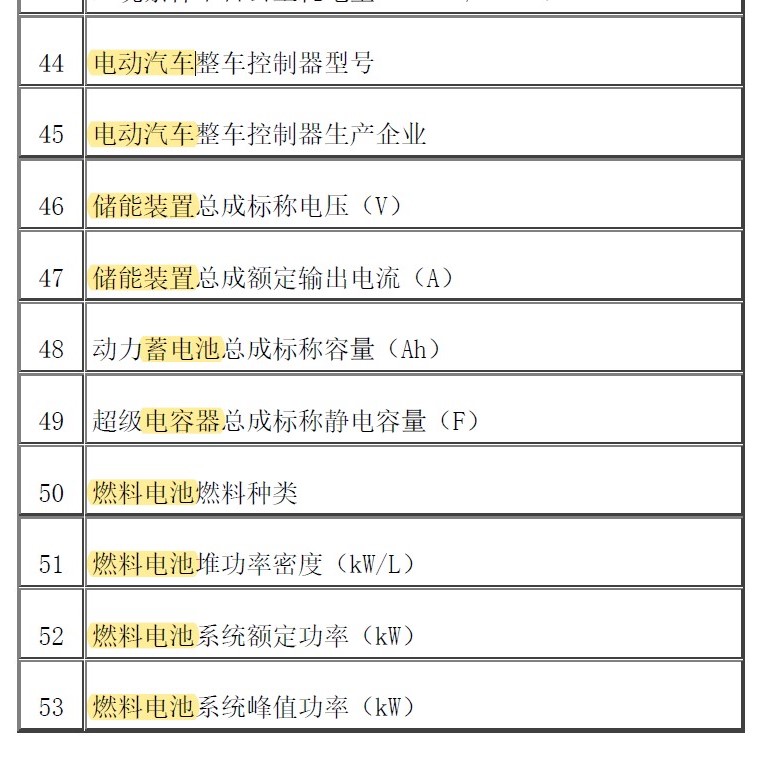 44 电动汽车整车控制器型号
45 电动汽车整车控制器生产企业
46 储能装置总成标称电压（V）
47 储能装置总成额定输出电流（A）
48 动力蓄电池总成标称容量（Ah）
49 超级电容器总成标称静电容量（F）
50 燃料电池燃料种类
51 燃料电池堆功率密度（kW/L）
52 燃料电池系统额定功率（kW）
53 燃料电池系统峰值功率（kW）